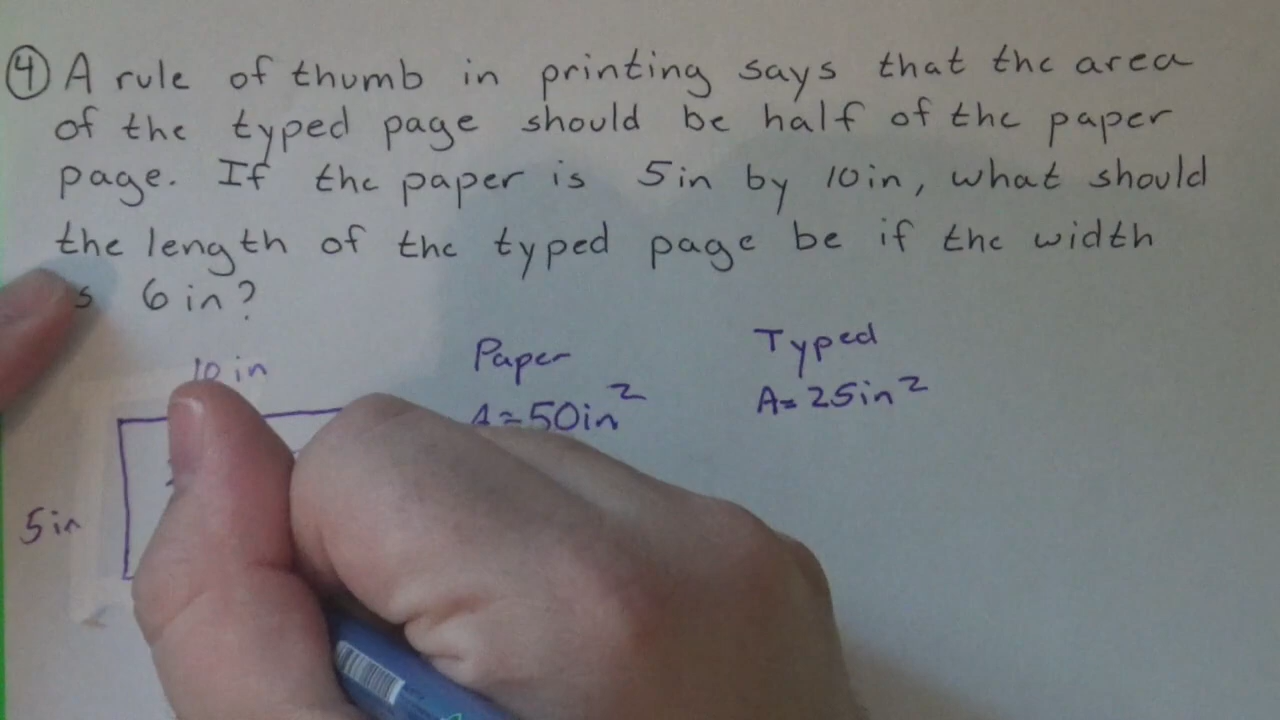 ④ A rule of thumb in printing says that the area
of the typed page should be half of the paper
page. If the paper is 5in by 10in, what should
the length of the typed page be if the width
s 6in?
10 in
Paper
Typed
A=50in²
A=25in²
5in